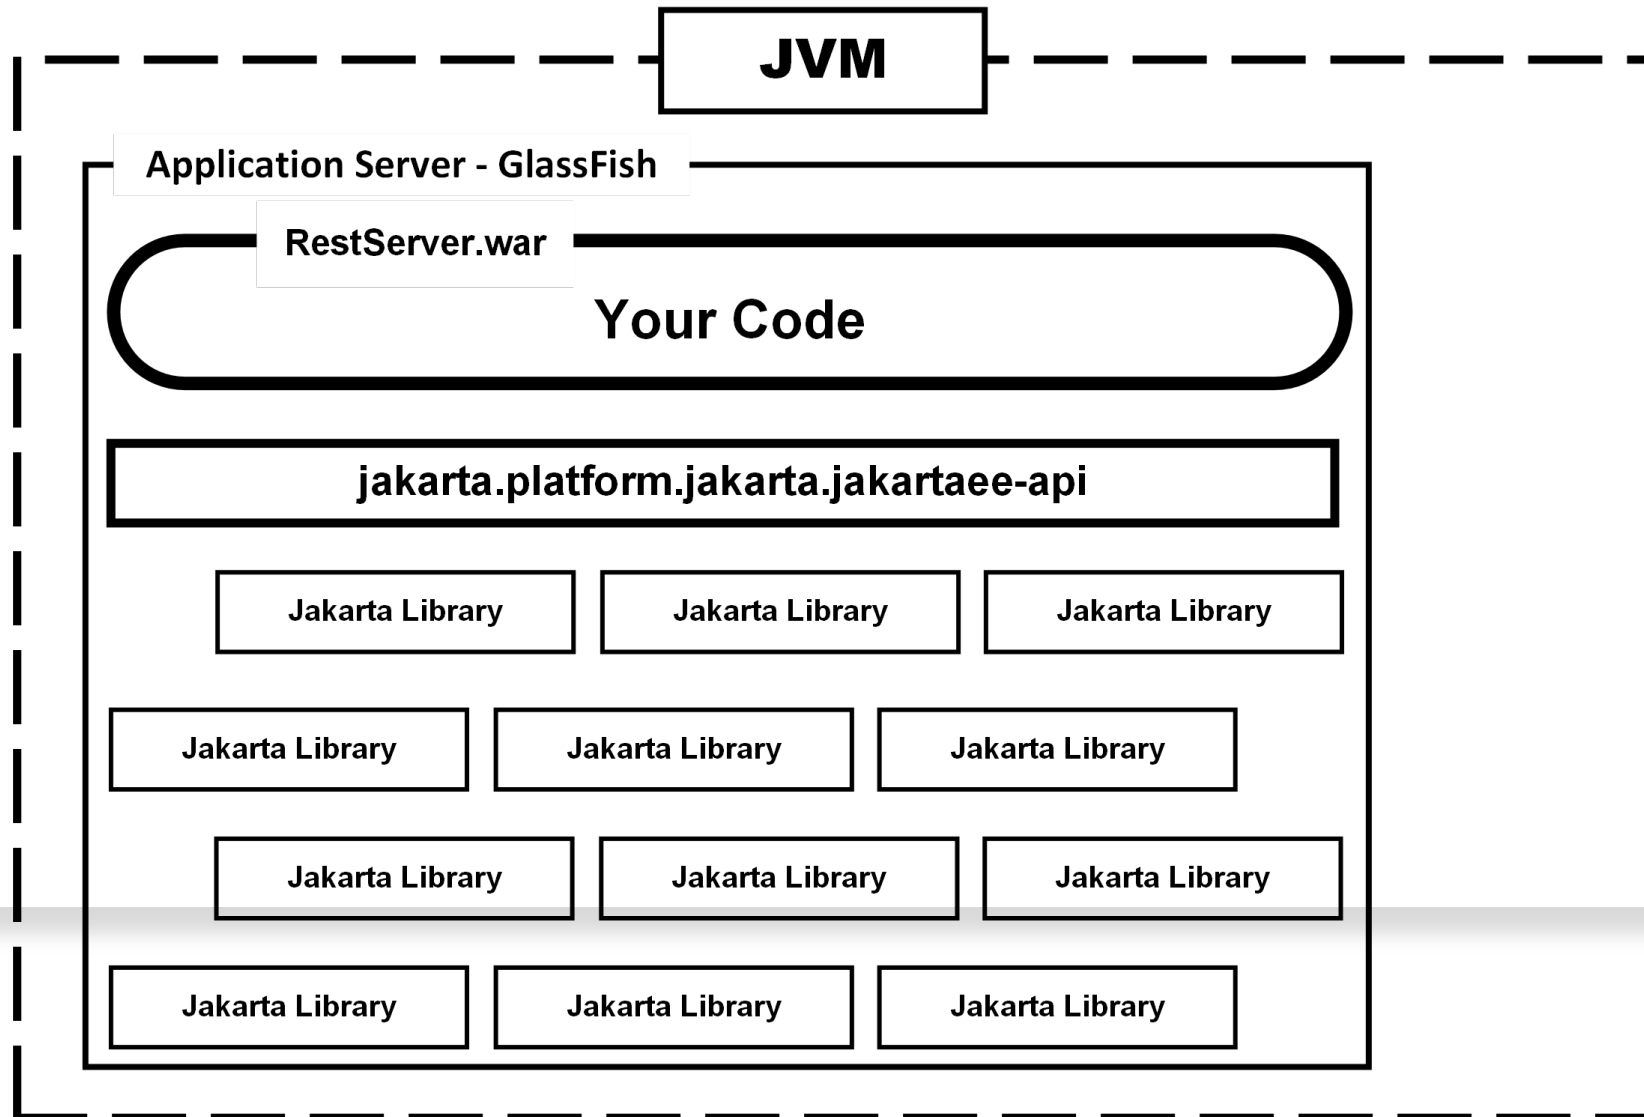 JVM
Application Server - GlassFish
RestServer.war
Your Code
jakarta.platform.jakarta.jakartaee-api
Jakarta Library
Jakarta Library
Jakarta Library
Jakarta Library
Jakarta Library
Jakarta Library
Jakarta Library
Jakarta Library
Jakarta Library
Jakarta Library
Jakarta Library
Jakarta Library